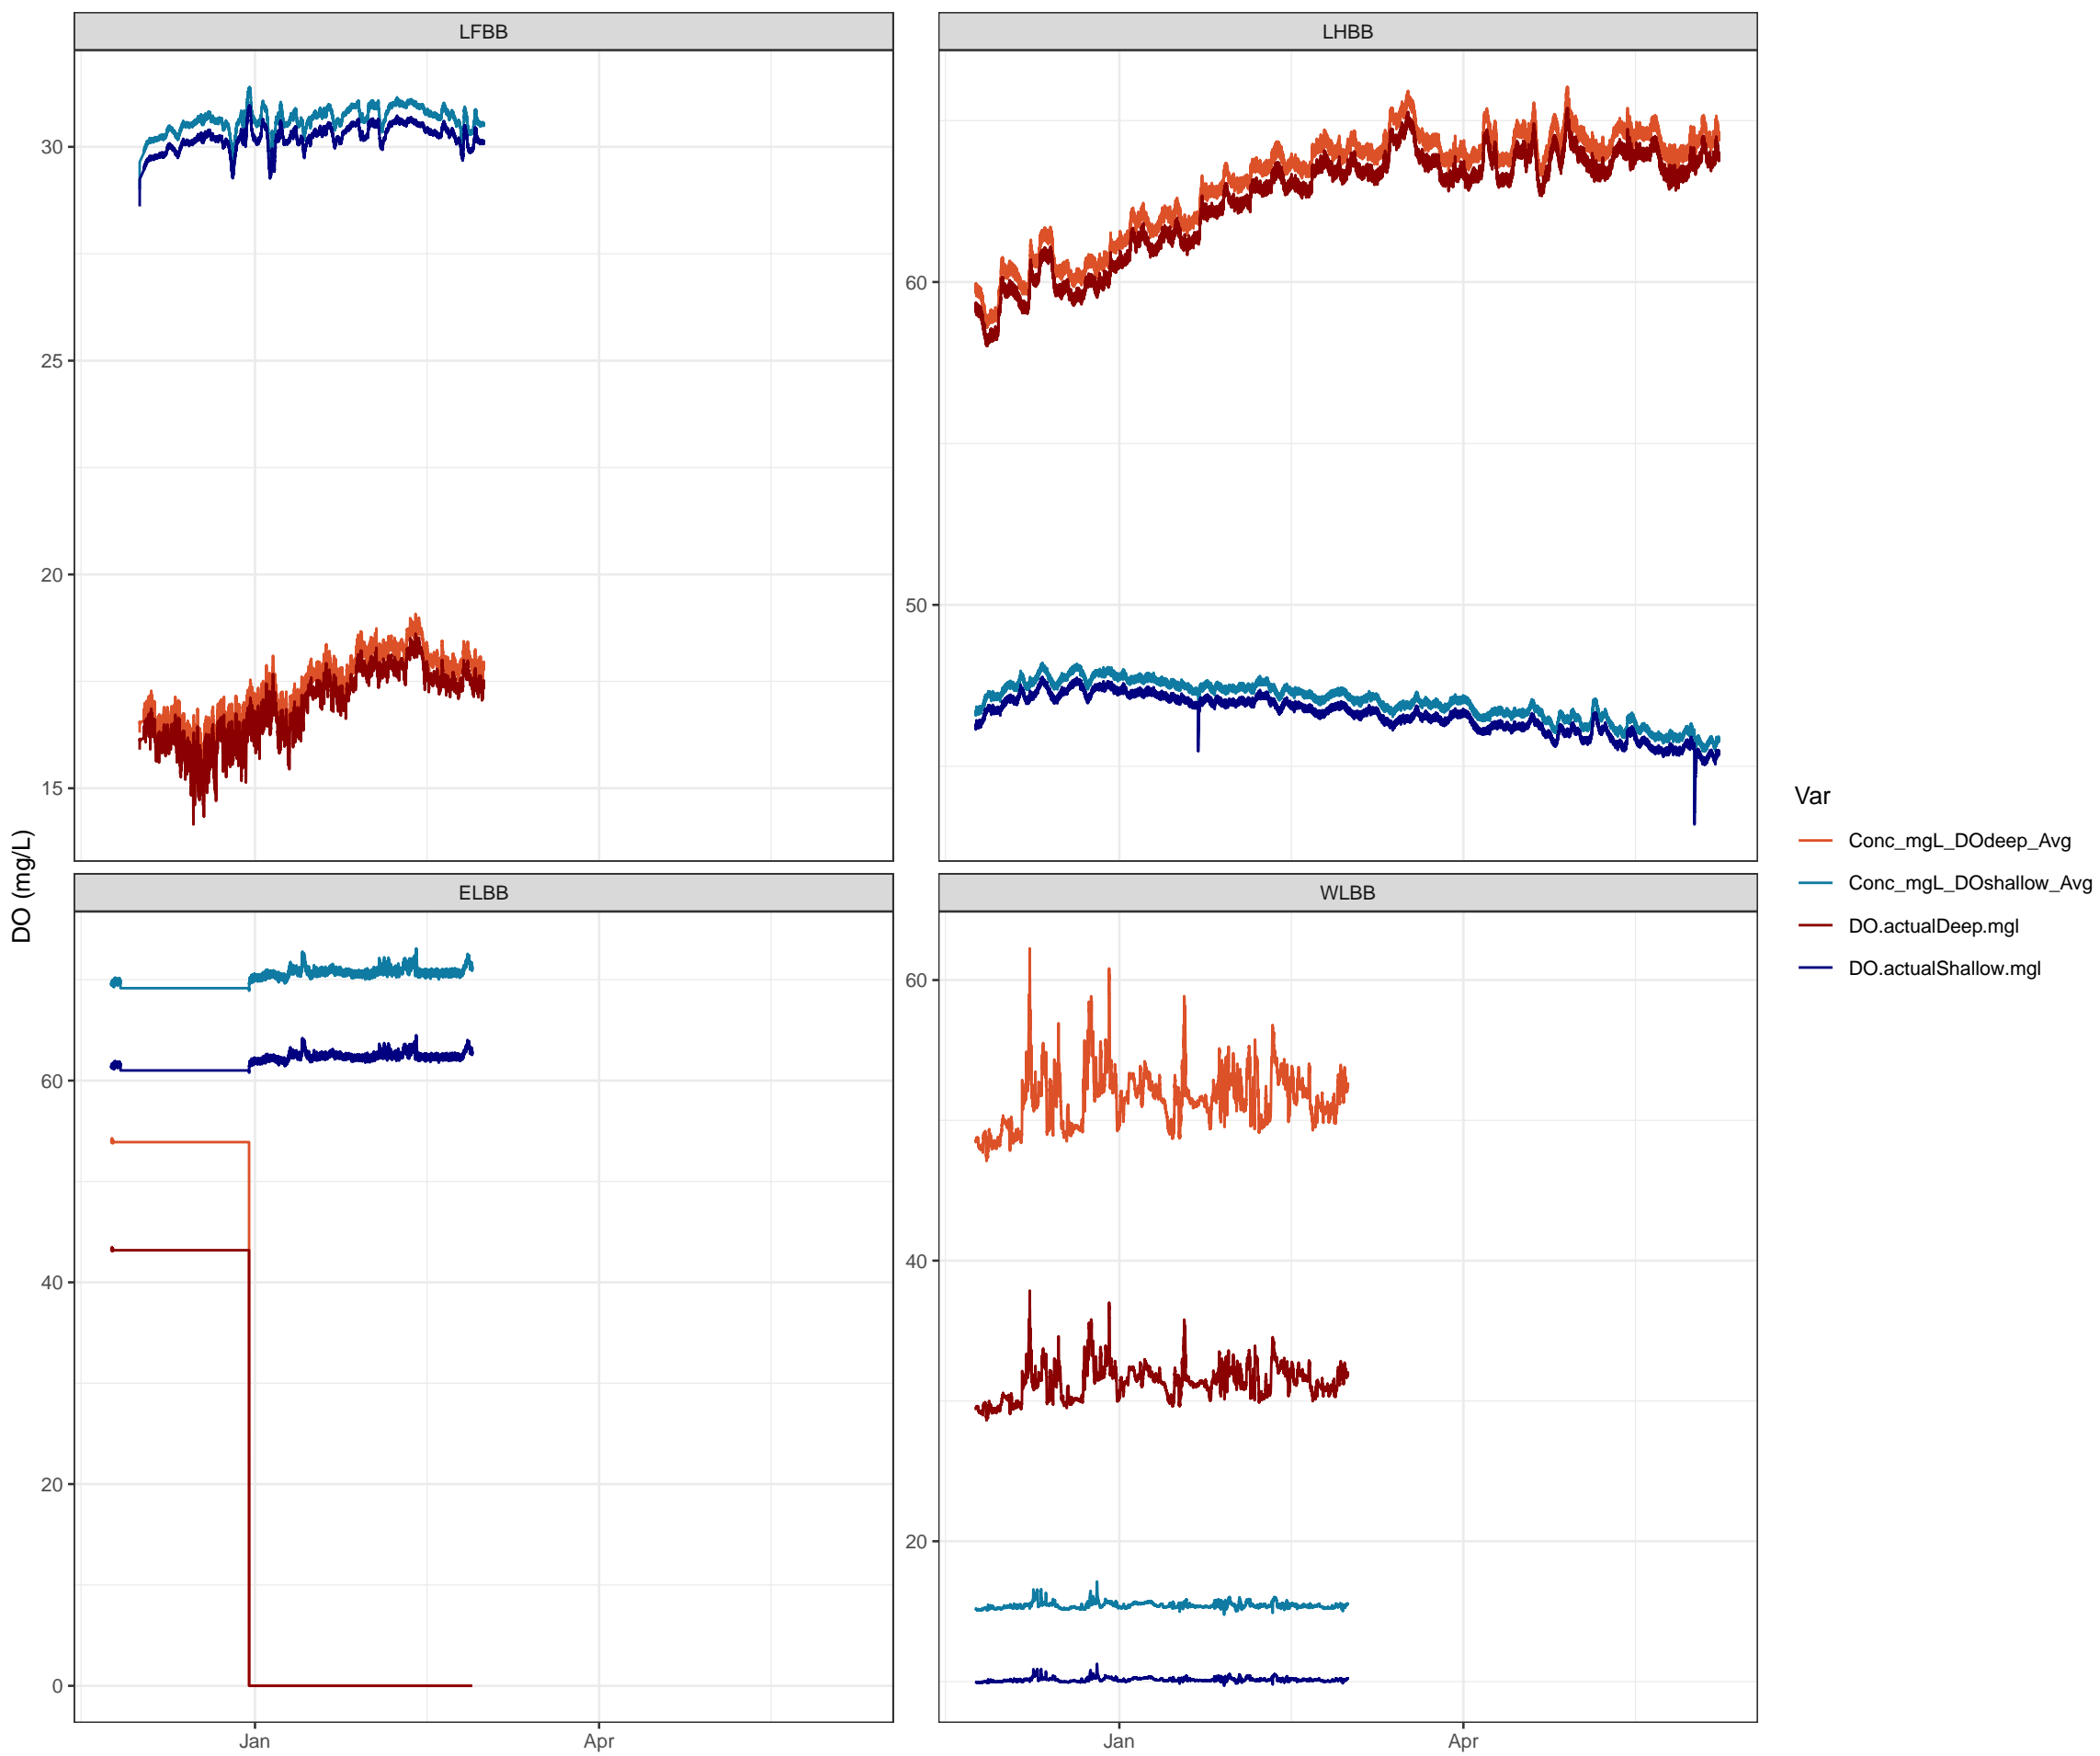 LFBB
LHBB
30
25
20
15
60
50
ELBB
WLBB
60
40
20
0
60
40
20
Jan
Apr
Jan
Apr
DO (mg/L)
Var
Conc_mgL_DOdeep_Avg
Conc_mgL_DOshallow_Avg
DO.actualDeep.mgl
DO.actualShallow.mgl